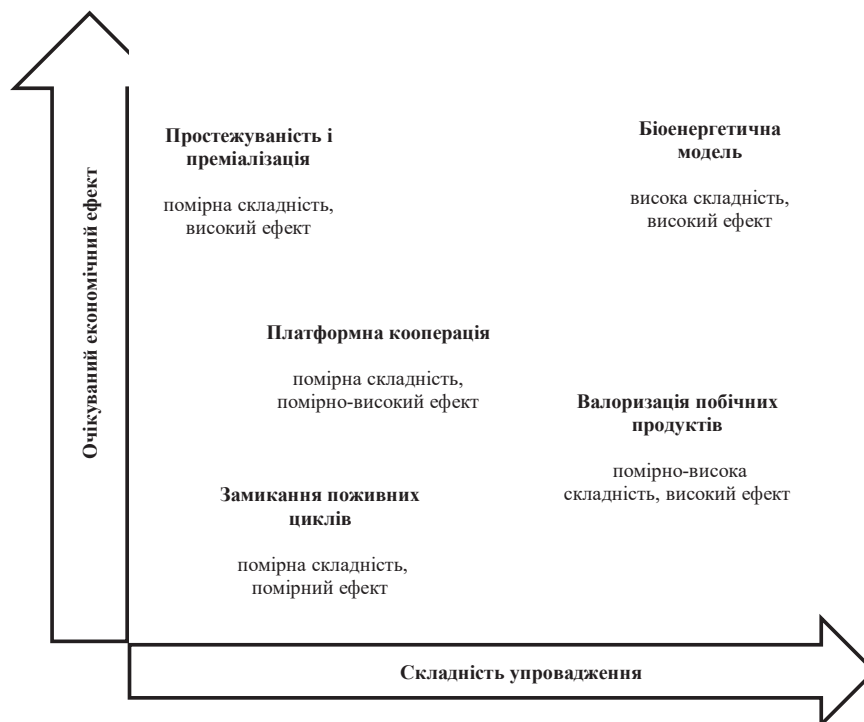 Очікуваний економічний ефект
Простежуваність і
преміалізація
помірна складність,
високий ефект
Біоенергетична
модель
висока складність,
високий ефект
Платформна кооперація
помірна складність,
помірно-високий ефект
Валоризація побічних
продуктів
помірно-висока
складність, високий ефект
Замикання поживних
циклів
помірна складність,
помірний ефект
Складність упровадження